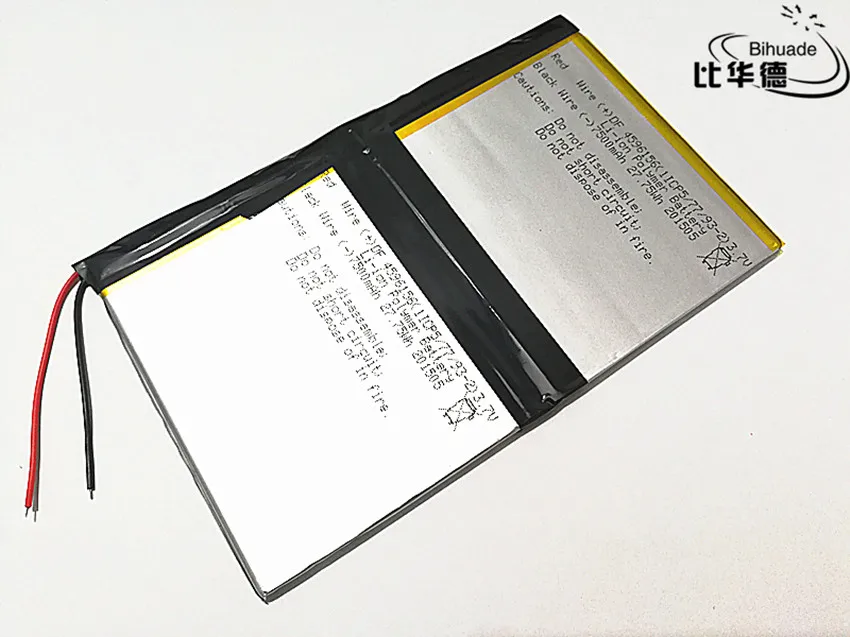 Bihuade
比华德
Red Wire (+)DF 4596156(1ICP5/77/93-2)3.7V
Black Wire (-)7500mAh 27.75Wh 201505
Li-ion Polymer Battery
Cautions: Do not disassemble;
Do not short circuit,
Do not dispose of in fire.
Red Wire (+)DF 4596156(1ICP5/77/93-2)3.7V
Li-ion Polymer Battery
Black Wire (-)7500mAh 27.75Wh 201505
Cautions: Do not disassemble;
Do not short circuit,
Do not dispose of in fire.